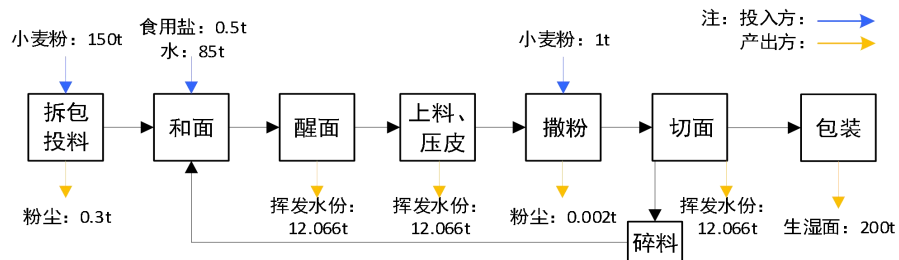 注：投入方：
产出方：
小麦粉：150t
食用盐：0.5t
水：85t
小麦粉：1t
拆包
投料
和面
醒面
上料、
压皮
撒粉
切面
包装
粉尘：0.3t
挥发水份：
12.066t
挥发水份：
12.066t
粉尘：0.002t
碎料
挥发水份：
12.066t
生湿面：200t